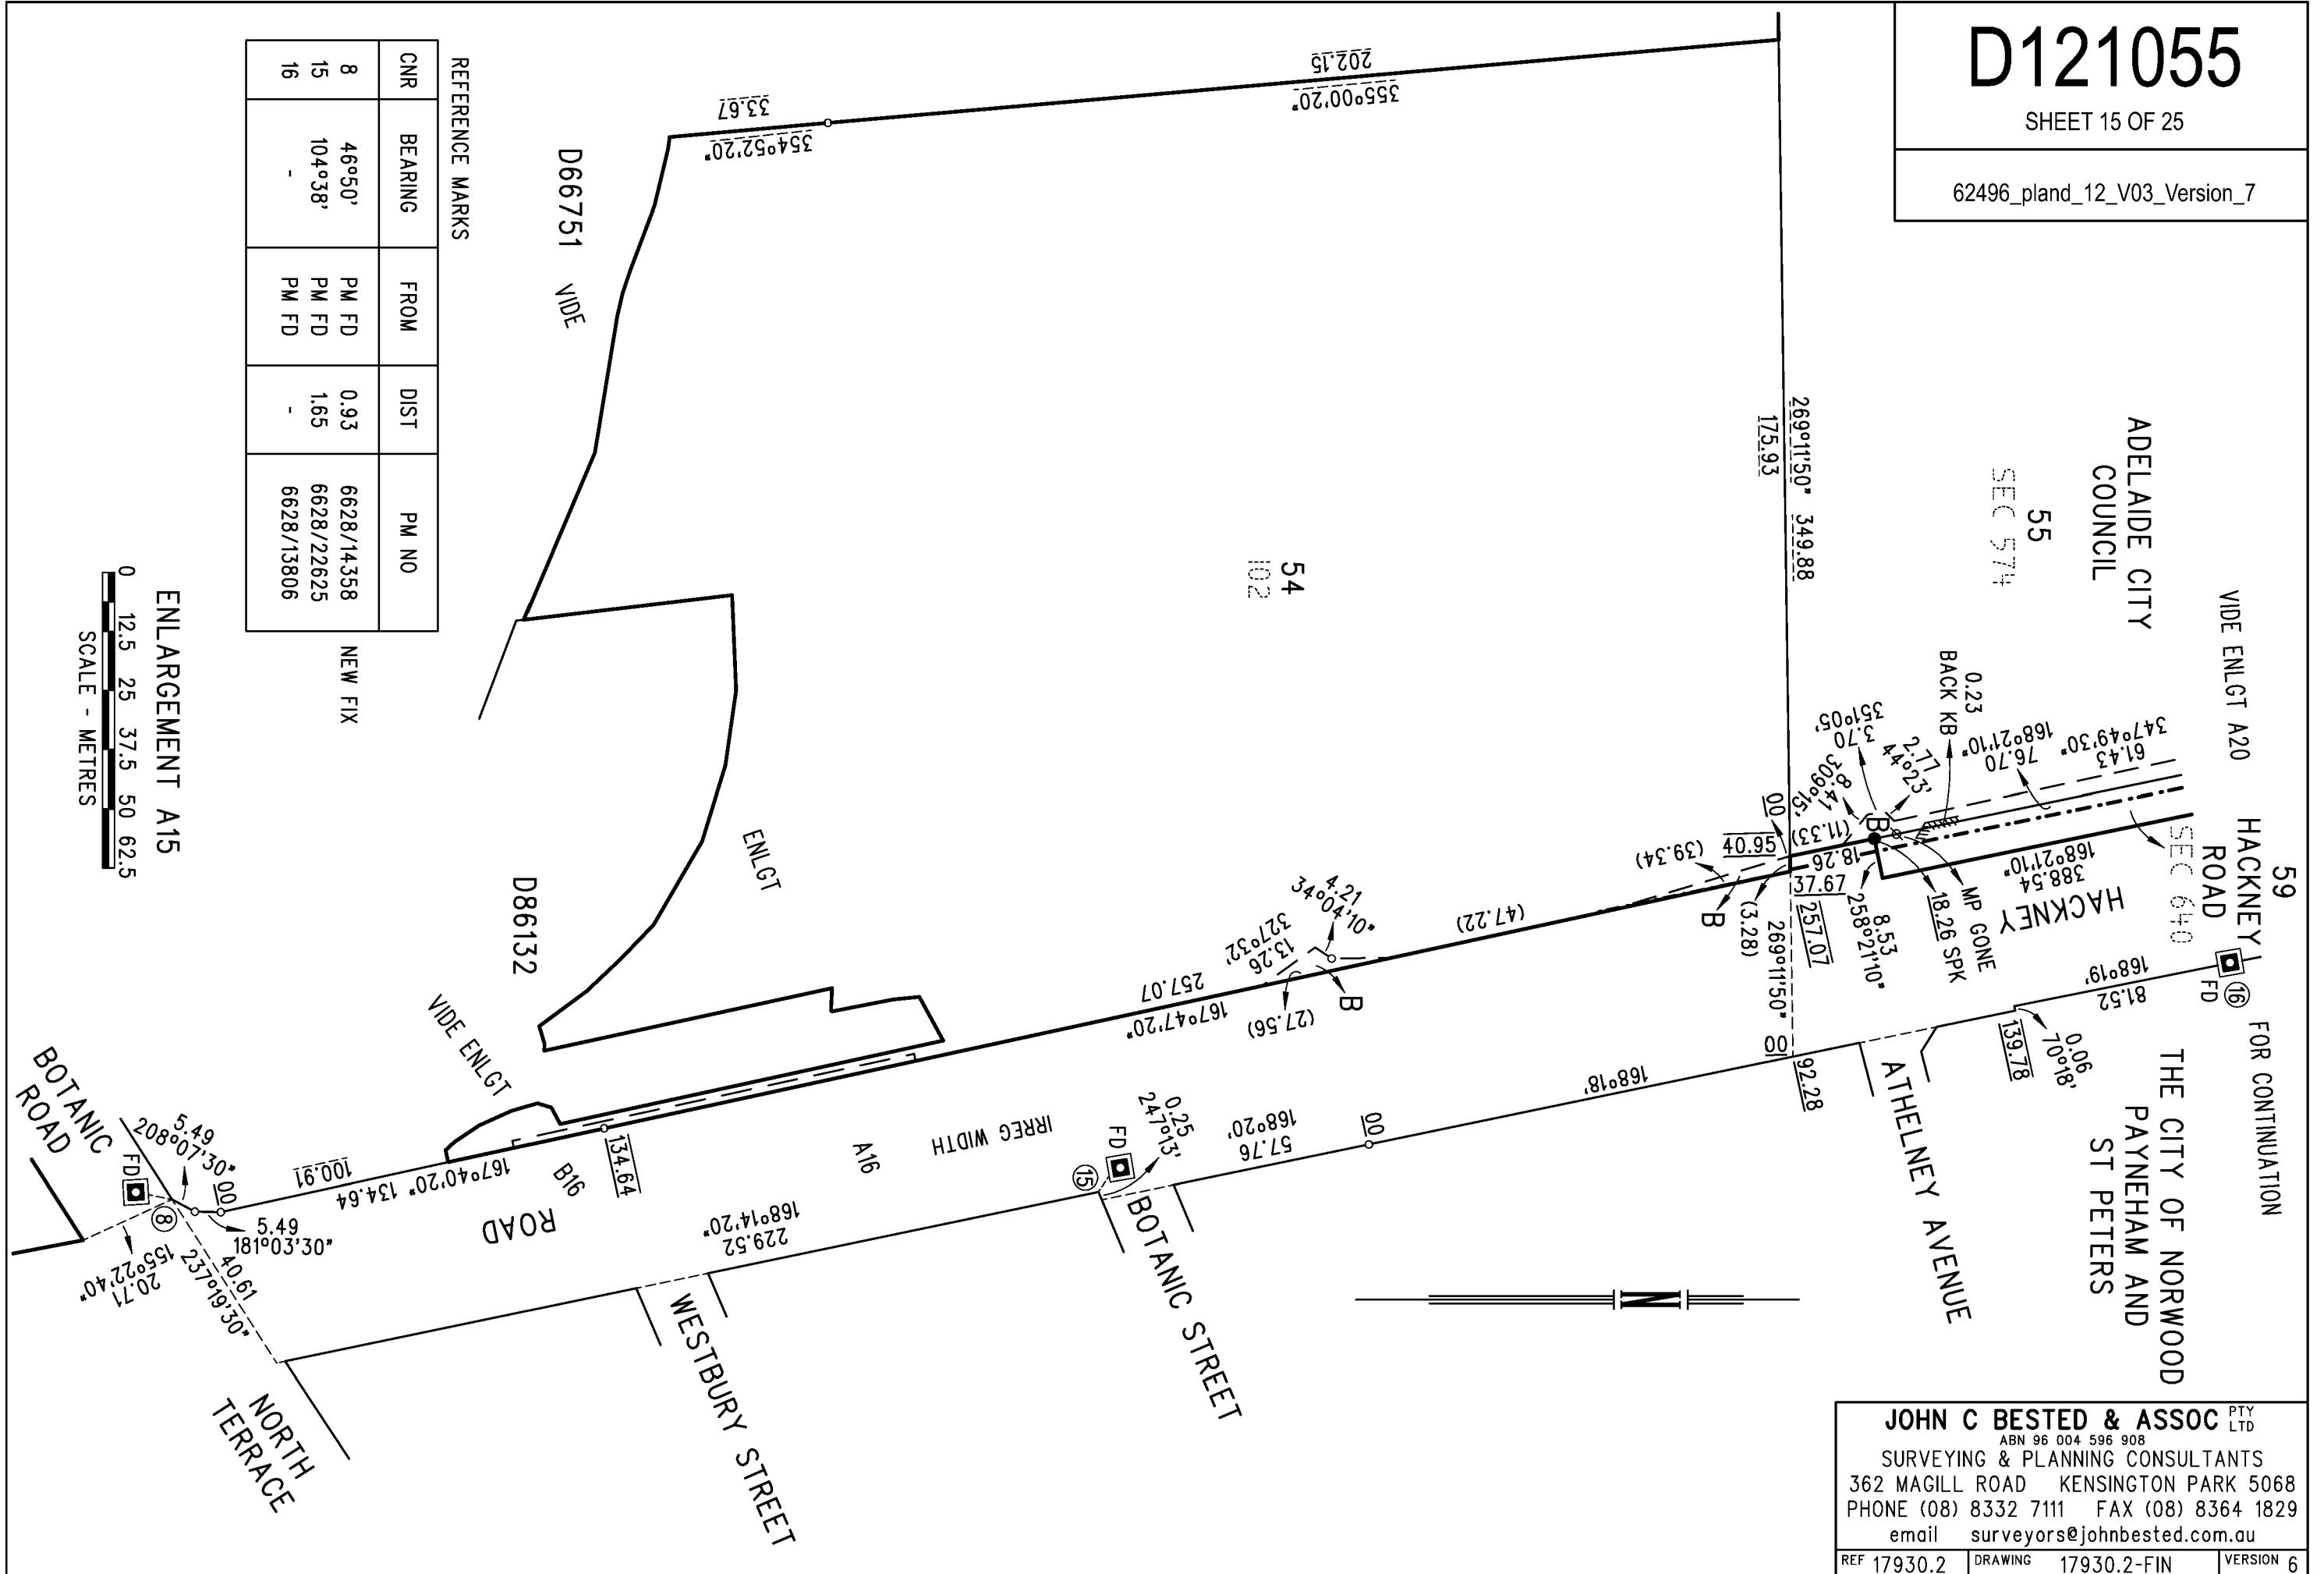 D121055
SHEET 15 OF 25
62496_pland_12_V03_Version_7
REFERENCE MARKS
CNR BEARING FROM DIST PM NO
8 46°50' PM FD 0.93 6628/14358 NEW FIX
15 104°38' PM FD 1.65 6628/22625
16 - PM FD - 6628/13806
ENLARGEMENT A15
0 12.5 25 37.5 50 62.5
SCALE - METRES
D66751 VIDE
ENLGT
D86132
VIDE ENLGT
202.15
355°00'20"
33.67
354°52'20"
269°11'50" 349.88
175.93
54
102
ADELAIDE CITY
COUNCIL
55
SEC 574
VIDE ENLGT A20
59
HACKNEY
ROAD
SEC 640
0.23
BACK KB
347°49'30"
61.43
168°21'10"
76.70
2.77
44°23'
3.70
351°05'
8.41
309°15'
B
(11.33)
18.26
00
40.95
(39.34)
B
(3.28)
37.67
257.07
269°11'50"
388.54
168°21'10"
HACKNEY
MP GONE
18.26 SPK
8.53
258°21'10"
16
FD
FOR CONTINUATION
168°19'
81.52
0.06
70°18'
139.78
THE CITY OF NORWOOD
PAYNEHAM AND
ST PETERS
ATHELNEY AVENUE
00
92.28
168°18'
(47.22)
4.21
34°04'10"
13.26
327°32'
B
(27.56)
257.07
167°47'20"
00
57.76
168°20'
0.25
247°13'
FD
15
BOTANIC STREET
IRREG WIDTH
A16
B16
134.64
167°40'20" 134.64
100.91
ROAD
229.52
168°14'20"
WESTBURY STREET
BOTANIC
ROAD
5.49
208°07'30"
FD
00
8
5.49
181°03'30"
20.71
155°22'40"
40.61
237°19'30"
NORTH
TERRACE
N
JOHN C BESTED & ASSOC PTY LTD
ABN 96 004 596 908
SURVEYING & PLANNING CONSULTANTS
362 MAGILL ROAD KENSINGTON PARK 5068
PHONE (08) 8332 7111 FAX (08) 8364 1829
email surveyors@johnbested.com.au
REF 17930.2 DRAWING 17930.2-FIN VERSION 6